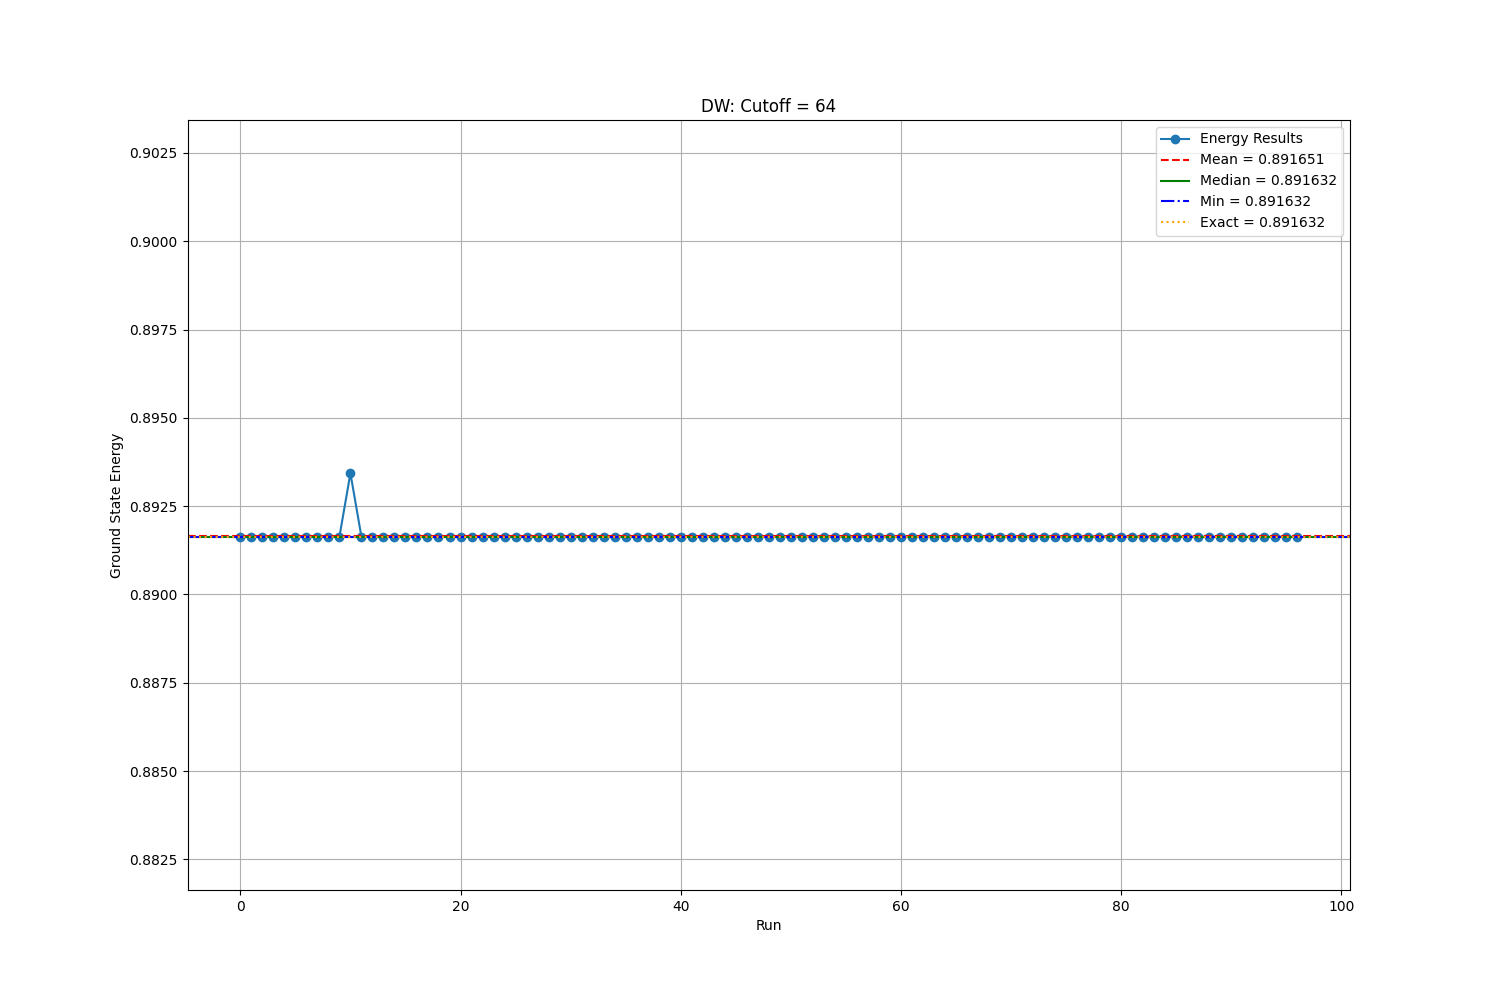 DW: Cutoff = 64
Energy Results
Mean = 0.891651
Median = 0.891632
Min = 0.891632
Exact = 0.891632
Ground State Energy
0.9025
0.9000
0.8975
0.8950
0.8925
0.8900
0.8875
0.8850
0.8825
0 20 40 60 80 100
Run